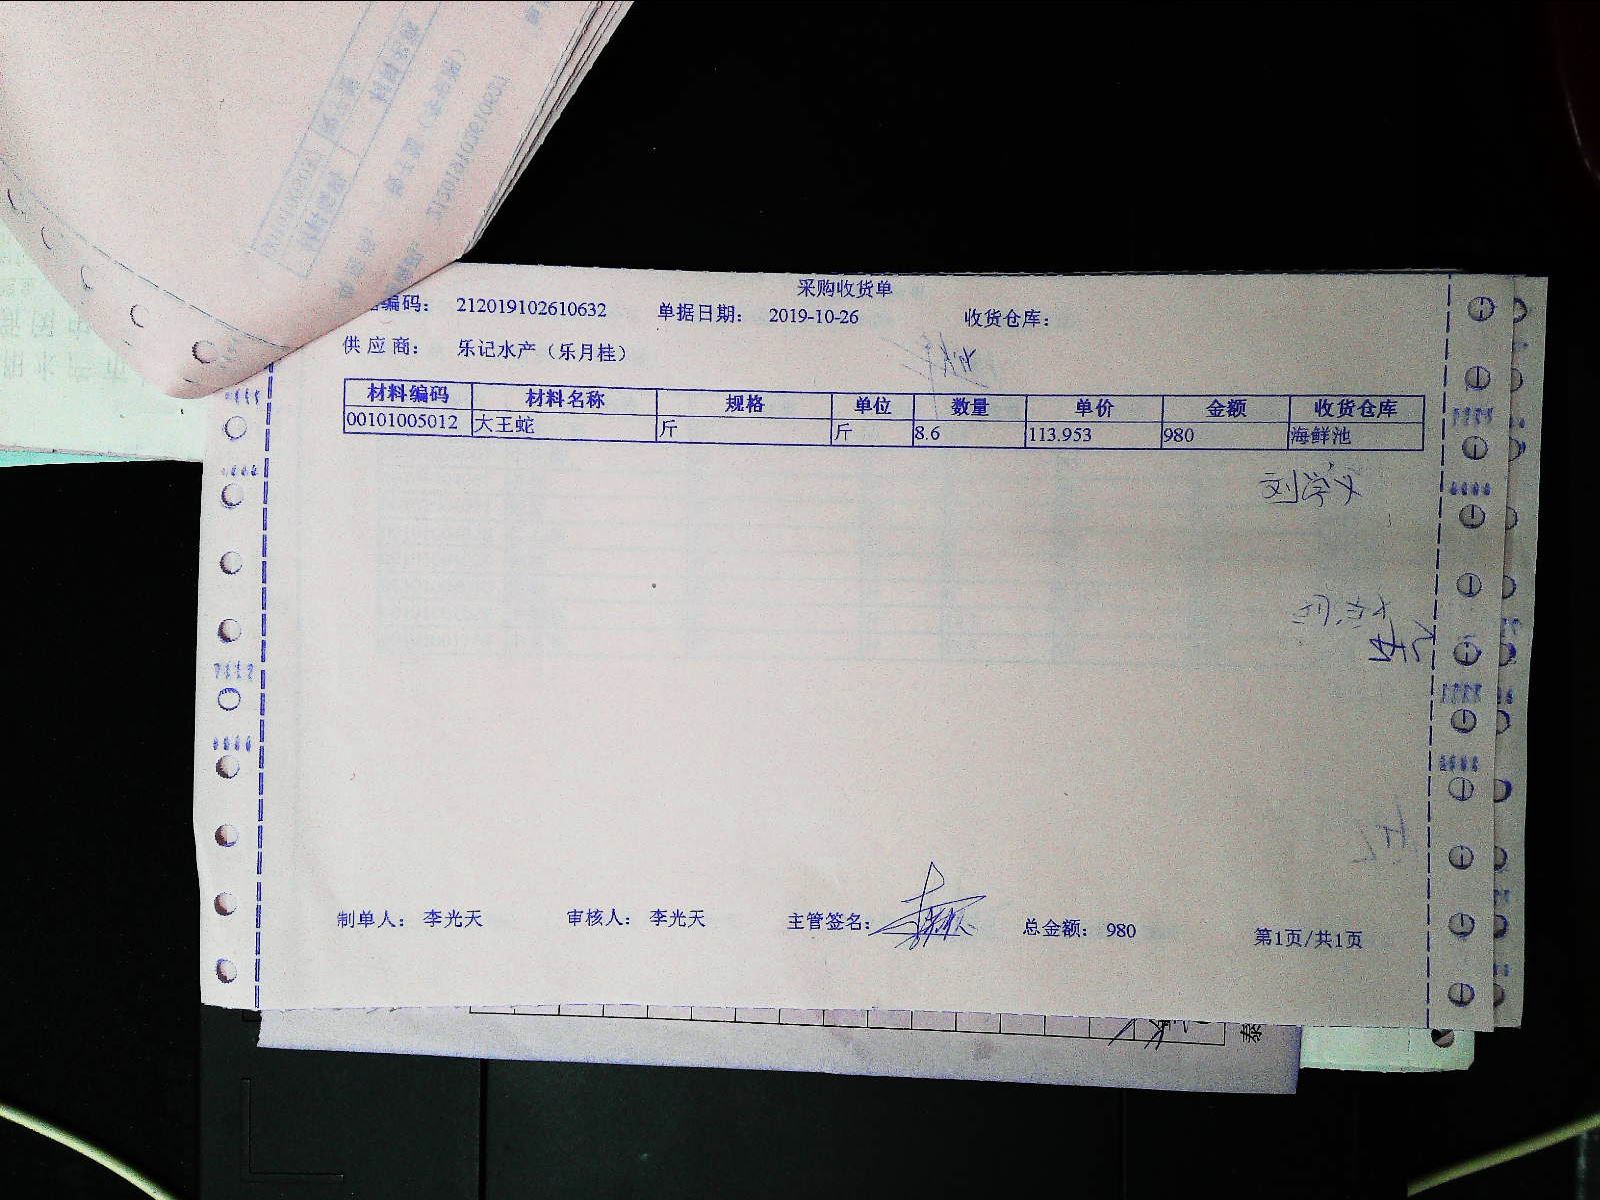 采购收货单
编码： 212019102610632 单据日期： 2019-10-26 收货仓库：
供应商： 乐记水产（乐月桂）
材料编码 材料名称 规格 单位 数量 单价 金额 收货仓库
00101005012 大王蛇 斤 斤 8.6 113.953 980 海鲜池
刘学义
制单人： 李光天 审核人： 李光天 主管签名： 总金额： 980 第1页/共1页
泰